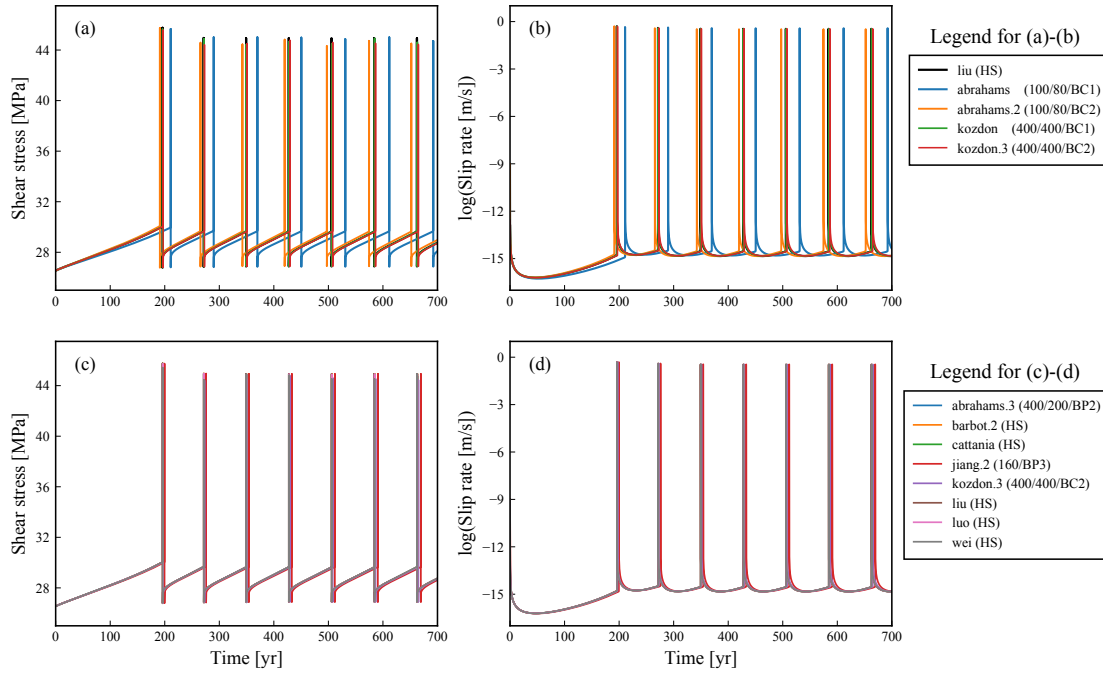 (a)
Shear stress [MPa]
44
40
36
32
28
0 100 200 300 400 500 600 700
(b)
log(Slip rate [m/s])
0
−3
−6
−9
−12
−15
0 100 200 300 400 500 600 700
Legend for (a)-(b)
liu (HS)
abrahams (100/80/BC1)
abrahams.2 (100/80/BC2)
kozdon (400/400/BC1)
kozdon.3 (400/400/BC2)
(c)
Shear stress [MPa]
44
40
36
32
28
0 100 200 300 400 500 600 700
Time [yr]
(d)
log(Slip rate [m/s])
0
−3
−6
−9
−12
−15
0 100 200 300 400 500 600 700
Time [yr]
Legend for (c)-(d)
abrahams.3 (400/200/BP2)
barbot.2 (HS)
cattania (HS)
jiang.2 (160/BP3)
kozdon.3 (400/400/BC2)
liu (HS)
luo (HS)
wei (HS)